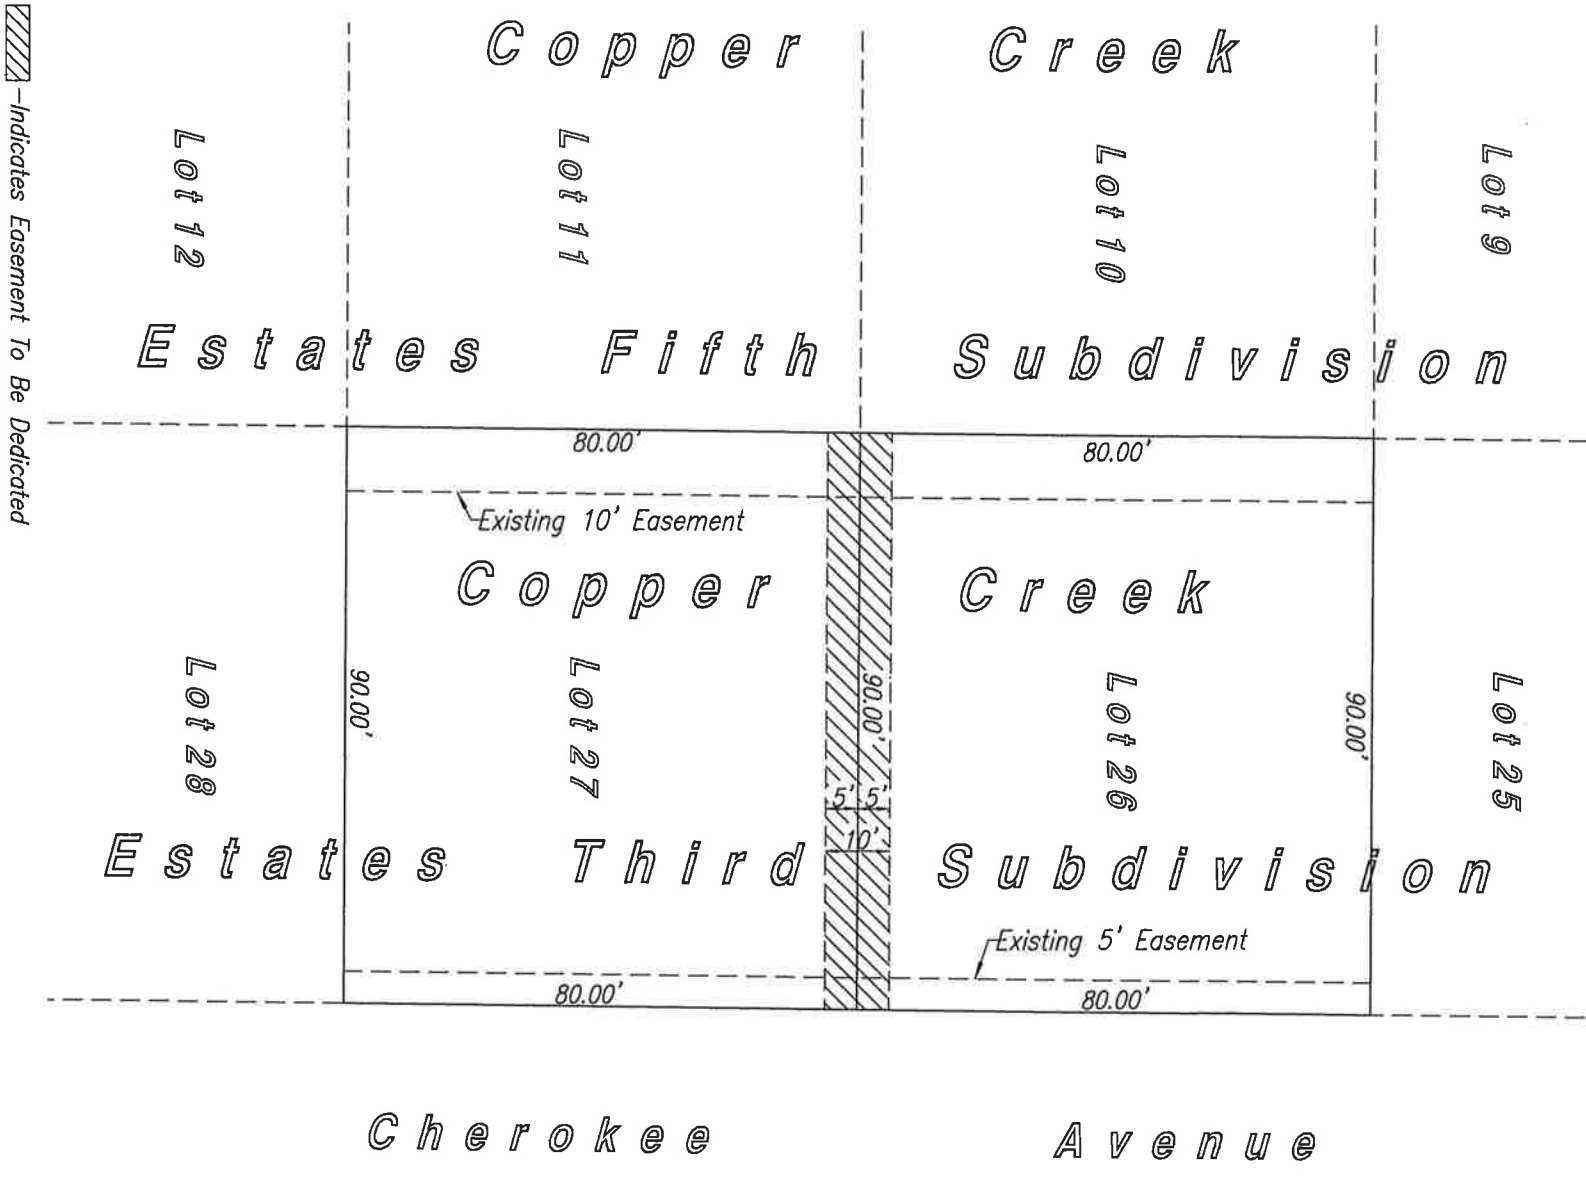 Copper Creek
Lot 12
Lot 11
Lot 10
Lot 9
Estates Fifth Subdivision
80.00'
80.00'
Existing 10' Easement
Copper Creek
Lot 28
90.00'
Lot 27
90.00'
Lot 26
90.00'
Lot 25
5' 5'
10'
Estates Third Subdivision
Existing 5' Easement
80.00'
80.00'
Cherokee Avenue
-Indicates Easement To Be Dedicated